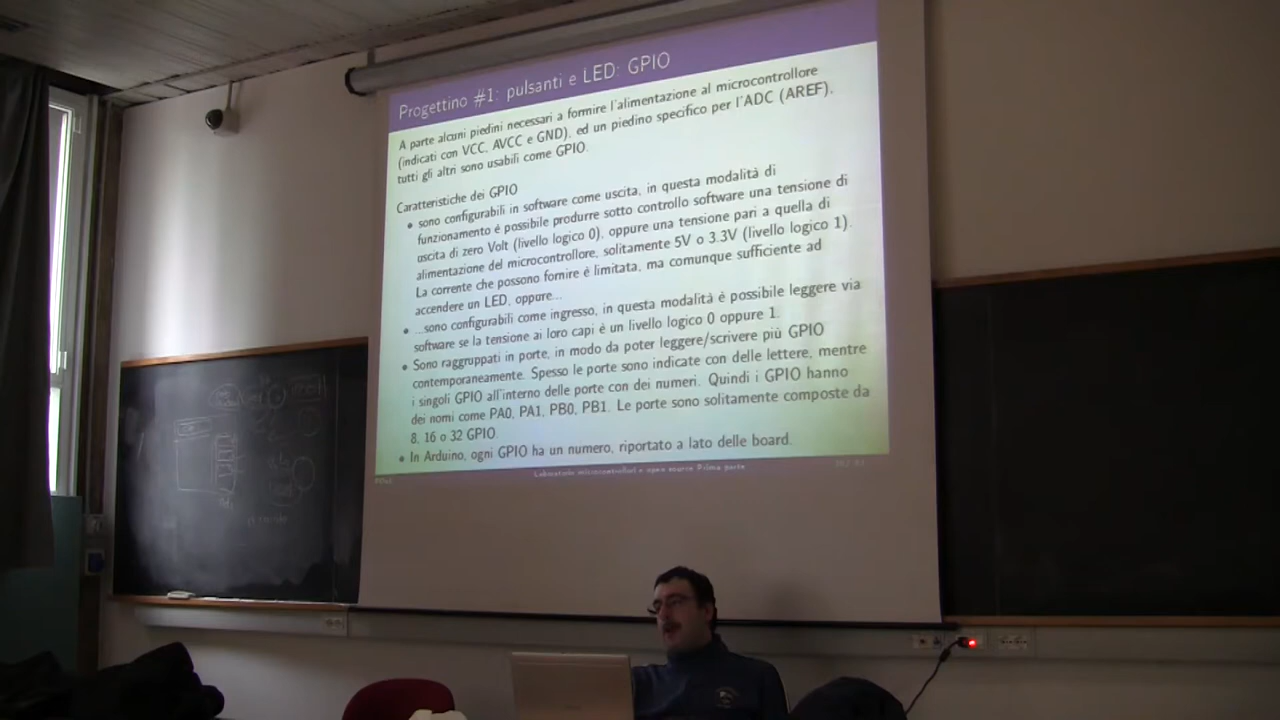 Progettino #1: pulsanti e LED: GPIO
A parte alcuni piedini necessari a fornire l'alimentazione al microcontrollore
(indicati con VCC, AVCC e GND), ed un piedino specifico per l'ADC (AREF),
tutti gli altri sono usabili come GPIO.
Caratteristiche dei GPIO
• sono configurabili in software come uscita, in questa modalità di
funzionamento è possibile produrre sotto controllo software una tensione di
uscita di zero Volt (livello logico 0), oppure una tensione pari a quella di
alimentazione del microcontrollore, solitamente 5V o 3.3V (livello logico 1).
La corrente che possono fornire è limitata, ma comunque sufficiente ad
accendere un LED, oppure...
• ...sono configurabili come ingresso, in questa modalità è possibile leggere via
software se la tensione ai loro capi è un livello logico 0 oppure 1.
• Sono raggruppati in porte, in modo da poter leggere/scrivere più GPIO
contemporaneamente. Spesso le porte sono indicate con delle lettere, mentre
i singoli GPIO all'interno delle porte con dei numeri. Quindi i GPIO hanno
dei nomi come PA0, PA1, PB0, PB1. Le porte sono solitamente composte da
8, 16 o 32 GPIO.
• In Arduino, ogni GPIO ha un numero, riportato a lato delle board.
Laboratorio microcontrollori e open source Prima parte